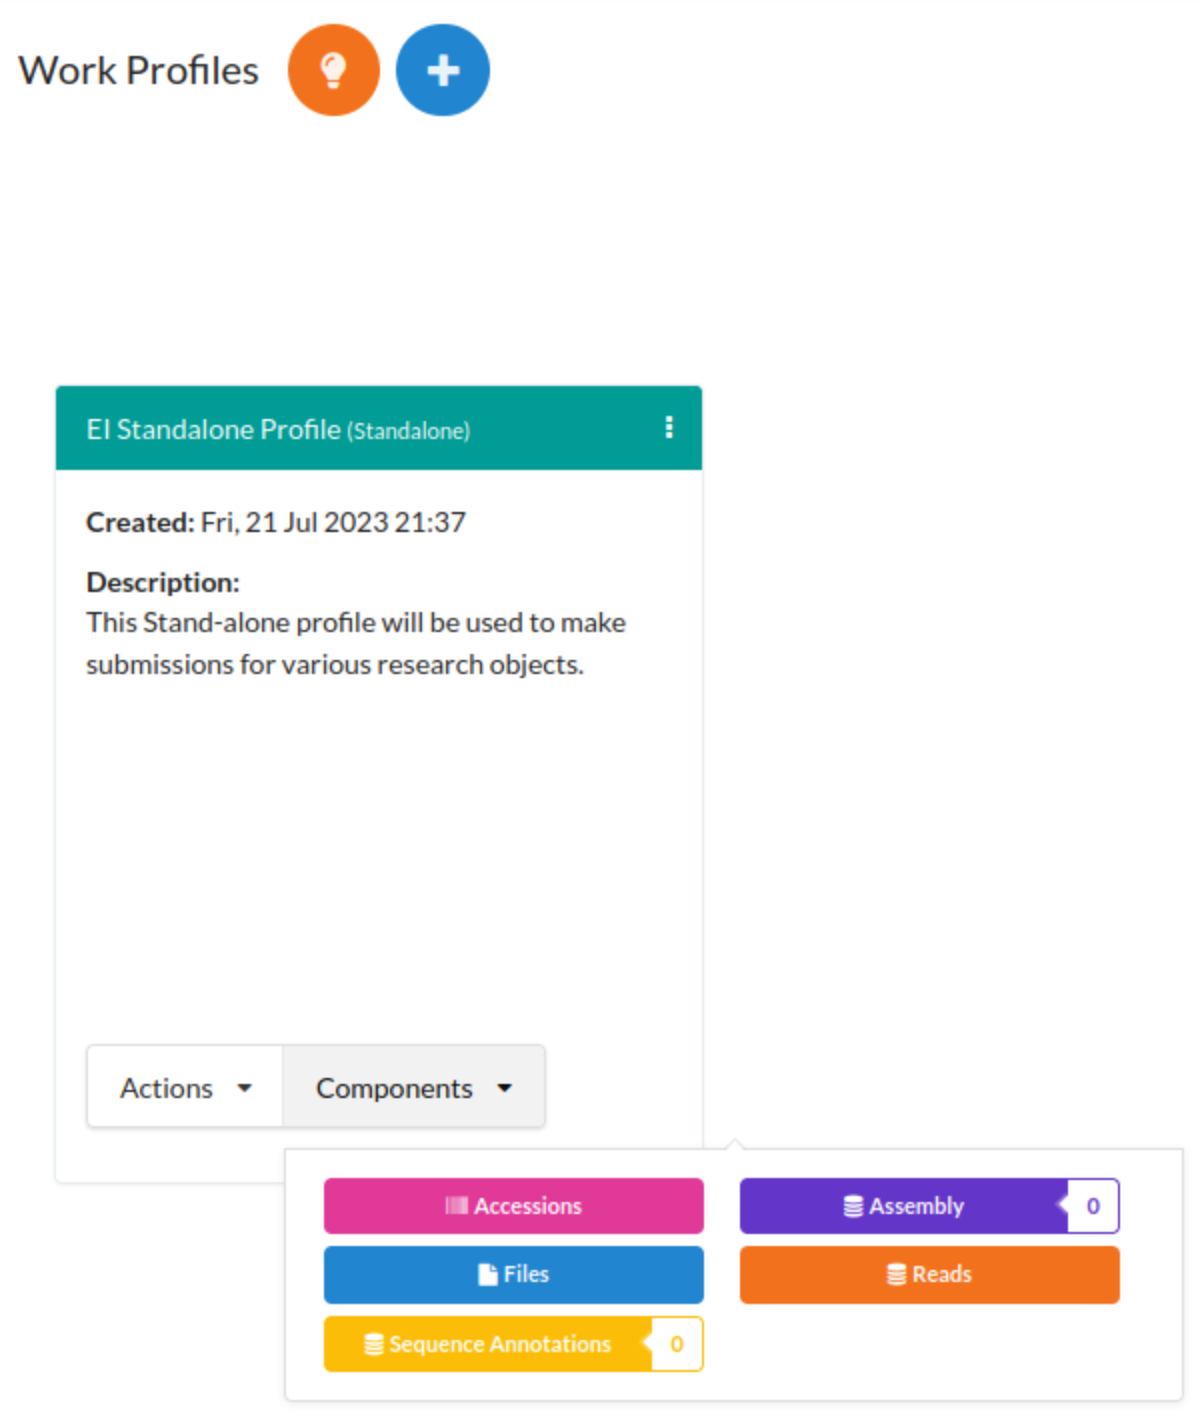 Work Profiles
EI Standalone Profile (Standalone)
Created: Fri, 21 Jul 2023 21:37
Description:
This Stand-alone profile will be used to make
submissions for various research objects.
Actions
Components
Accessions
Assembly 0
Files
Reads
Sequence Annotations 0